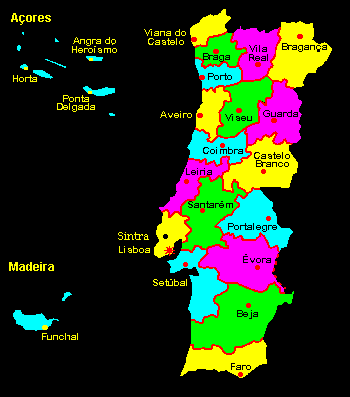 Açores
Angra do
Heroísmo
Horta
Ponta
Delgada
Viana do
Castelo
Braga
Vila
Real
Bragança
Porto
Aveiro
Viseu
Guarda
Coimbra
Castelo
Branco
Leiria
Santarém
Portalegre
Sintra
Lisboa
Évora
Setúbal
Madeira
Funchal
Beja
Faro